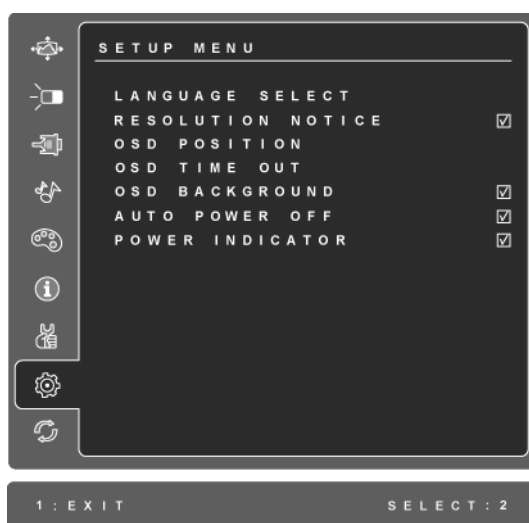 SETUP MENU
LANGUAGE SELECT
RESOLUTION NOTICE
OSD POSITION
OSD TIME OUT
OSD BACKGROUND
AUTO POWER OFF
POWER INDICATOR
1:EXIT SELECT:2